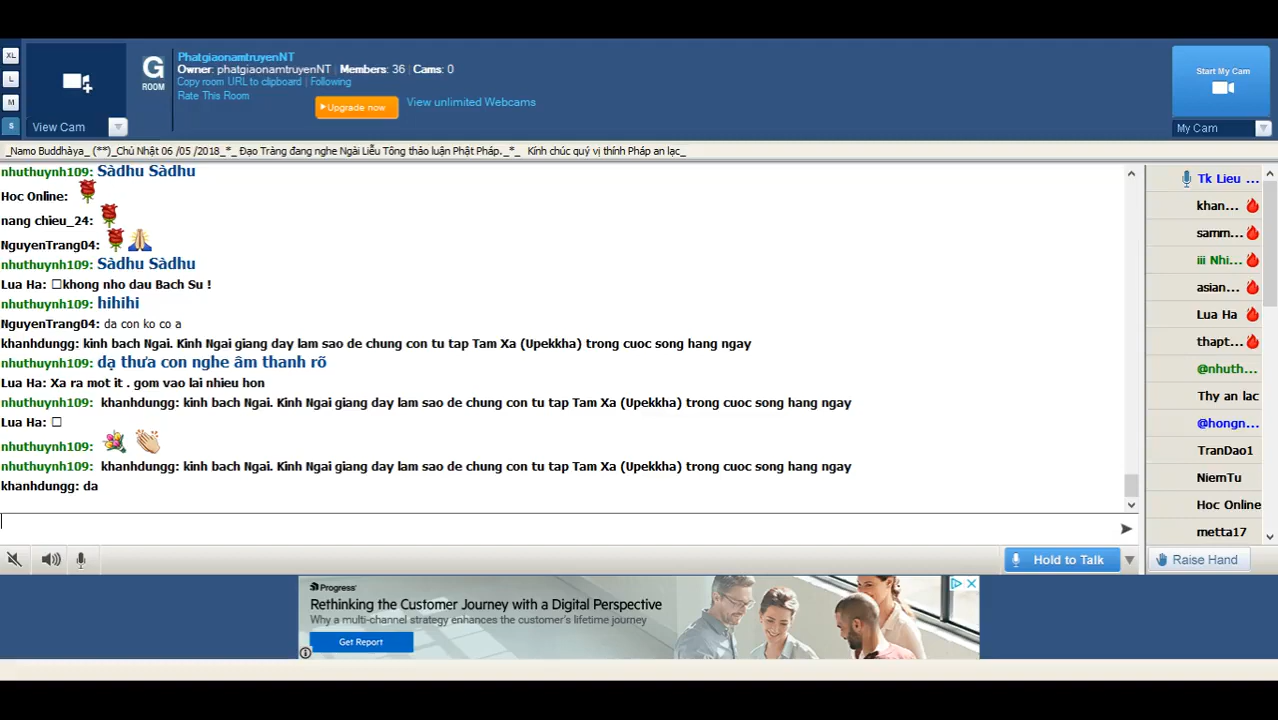 XL
L
M
S
View Cam
G
ROOM
PhatgiaonamtruyenNT
Owner: phatgiaonamtruyenNT | Members: 36 | Cams: 0
Copy room URL to clipboard | Following
Rate This Room
Upgrade now
View unlimited Webcams
Start My Cam
My Cam
_Namo Buddhàya_ (**)_Chủ Nhật 06 /05 /2018_*_ Đạo Tràng đang nghe Ngài Liễu Tông thảo luận Phật Pháp._*_ Kính chúc quý vị thính Pháp an lạc_
nhuthuynh109: Sàdhu Sàdhu
Hoc Online:
nang chieu_24:
NguyenTrang04:
nhuthuynh109: Sàdhu Sàdhu
Lua Ha: □khong nho dau Bach Su !
nhuthuynh109: hihihi
NguyenTrang04: da con ko co a
khanhdungg: kinh bach Ngai. Kinh Ngai giang day lam sao de chung con tu tap Tam Xa (Upekkha) trong cuoc song hang ngay
nhuthuynh109: dạ thưa con nghe âm thanh rõ
Lua Ha: Xa ra mot it . gom vao lai nhieu hon
nhuthuynh109: khanhdungg: kinh bach Ngai. Kinh Ngai giang day lam sao de chung con tu tap Tam Xa (Upekkha) trong cuoc song hang ngay
Lua Ha: □
nhuthuynh109:
nhuthuynh109: khanhdungg: kinh bach Ngai. Kinh Ngai giang day lam sao de chung con tu tap Tam Xa (Upekkha) trong cuoc song hang ngay
khanhdungg: da
Tk Lieu ...
khan...
samm...
iii Nhi...
asian...
Lua Ha
thapt...
@nhuth...
Thy an lac
@hongn...
TranDao1
NiemTu
Hoc Online
metta17
Hold to Talk
Raise Hand
Progress
Rethinking the Customer Journey with a Digital Perspective
Why a multi-channel strategy enhances the customer's lifetime journey
Get Report